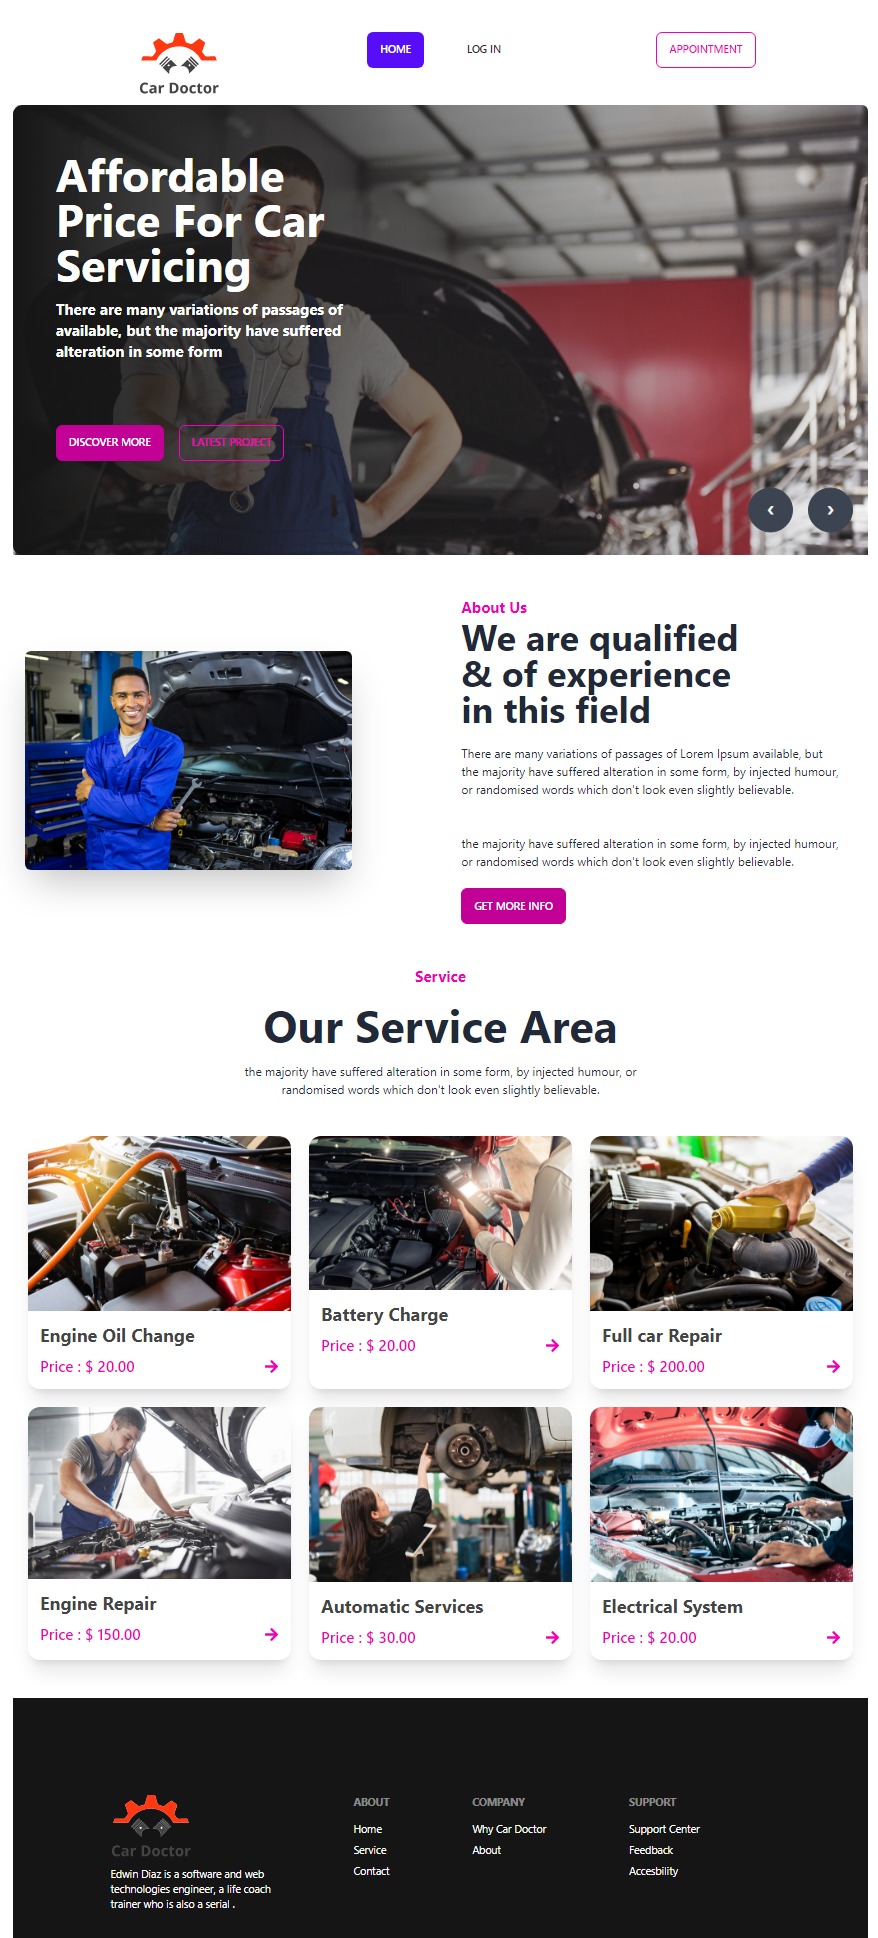 Car Doctor
HOME
LOG IN
APPOINTMENT
Affordable
Price For Car
Servicing
There are many variations of passages of
available, but the majority have suffered
alteration in some form
DISCOVER MORE
LATEST PROJECT
‹
›
About Us
We are qualified
& of experience
in this field
There are many variations of passages of Lorem Ipsum available, but
the majority have suffered alteration in some form, by injected humour,
or randomised words which don't look even slightly believable.
the majority have suffered alteration in some form, by injected humour,
or randomised words which don't look even slightly believable.
GET MORE INFO
Service
Our Service Area
the majority have suffered alteration in some form, by injected humour, or
randomised words which don't look even slightly believable.
Engine Oil Change
Price : $ 20.00
Battery Charge
Price : $ 20.00
Full car Repair
Price : $ 200.00
Engine Repair
Price : $ 150.00
Automatic Services
Price : $ 30.00
Electrical System
Price : $ 20.00
Car Doctor
Edwin Diaz is a software and web
technologies engineer, a life coach
trainer who is also a serial .
ABOUT
Home
Service
Contact
COMPANY
Why Car Doctor
About
SUPPORT
Support Center
Feedback
Accesbility